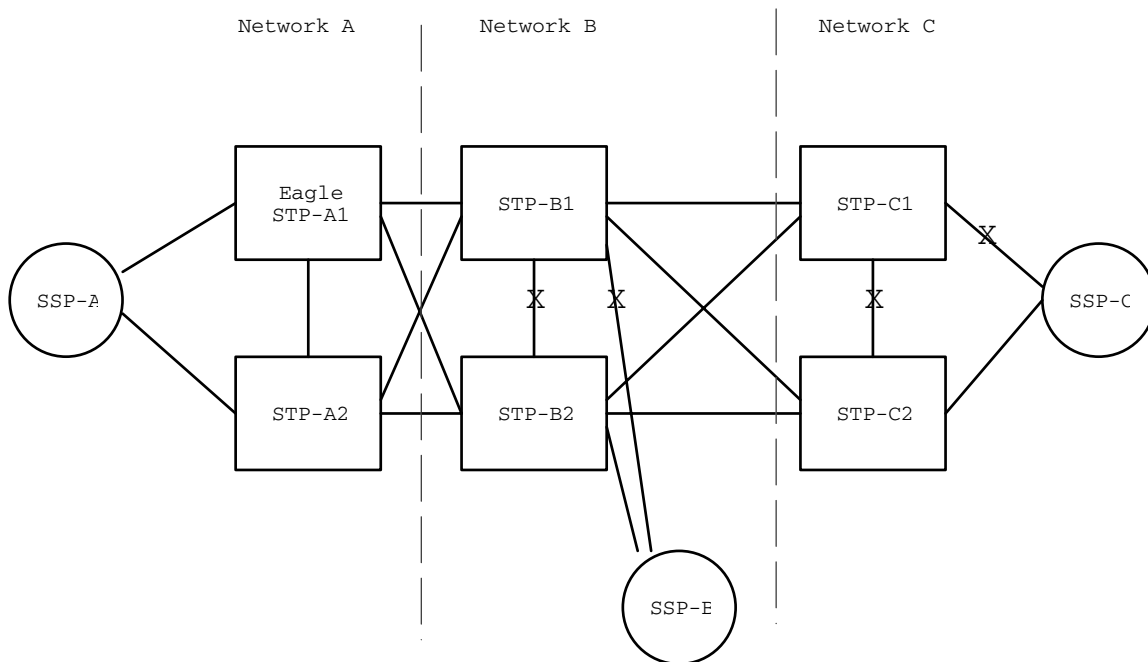 Network A
Network B
Network C
Eagle
STP-A1
STP-B1
STP-C1
X
SSP-A
X
X
X
SSP-C
STP-A2
STP-B2
STP-C2
SSP-B